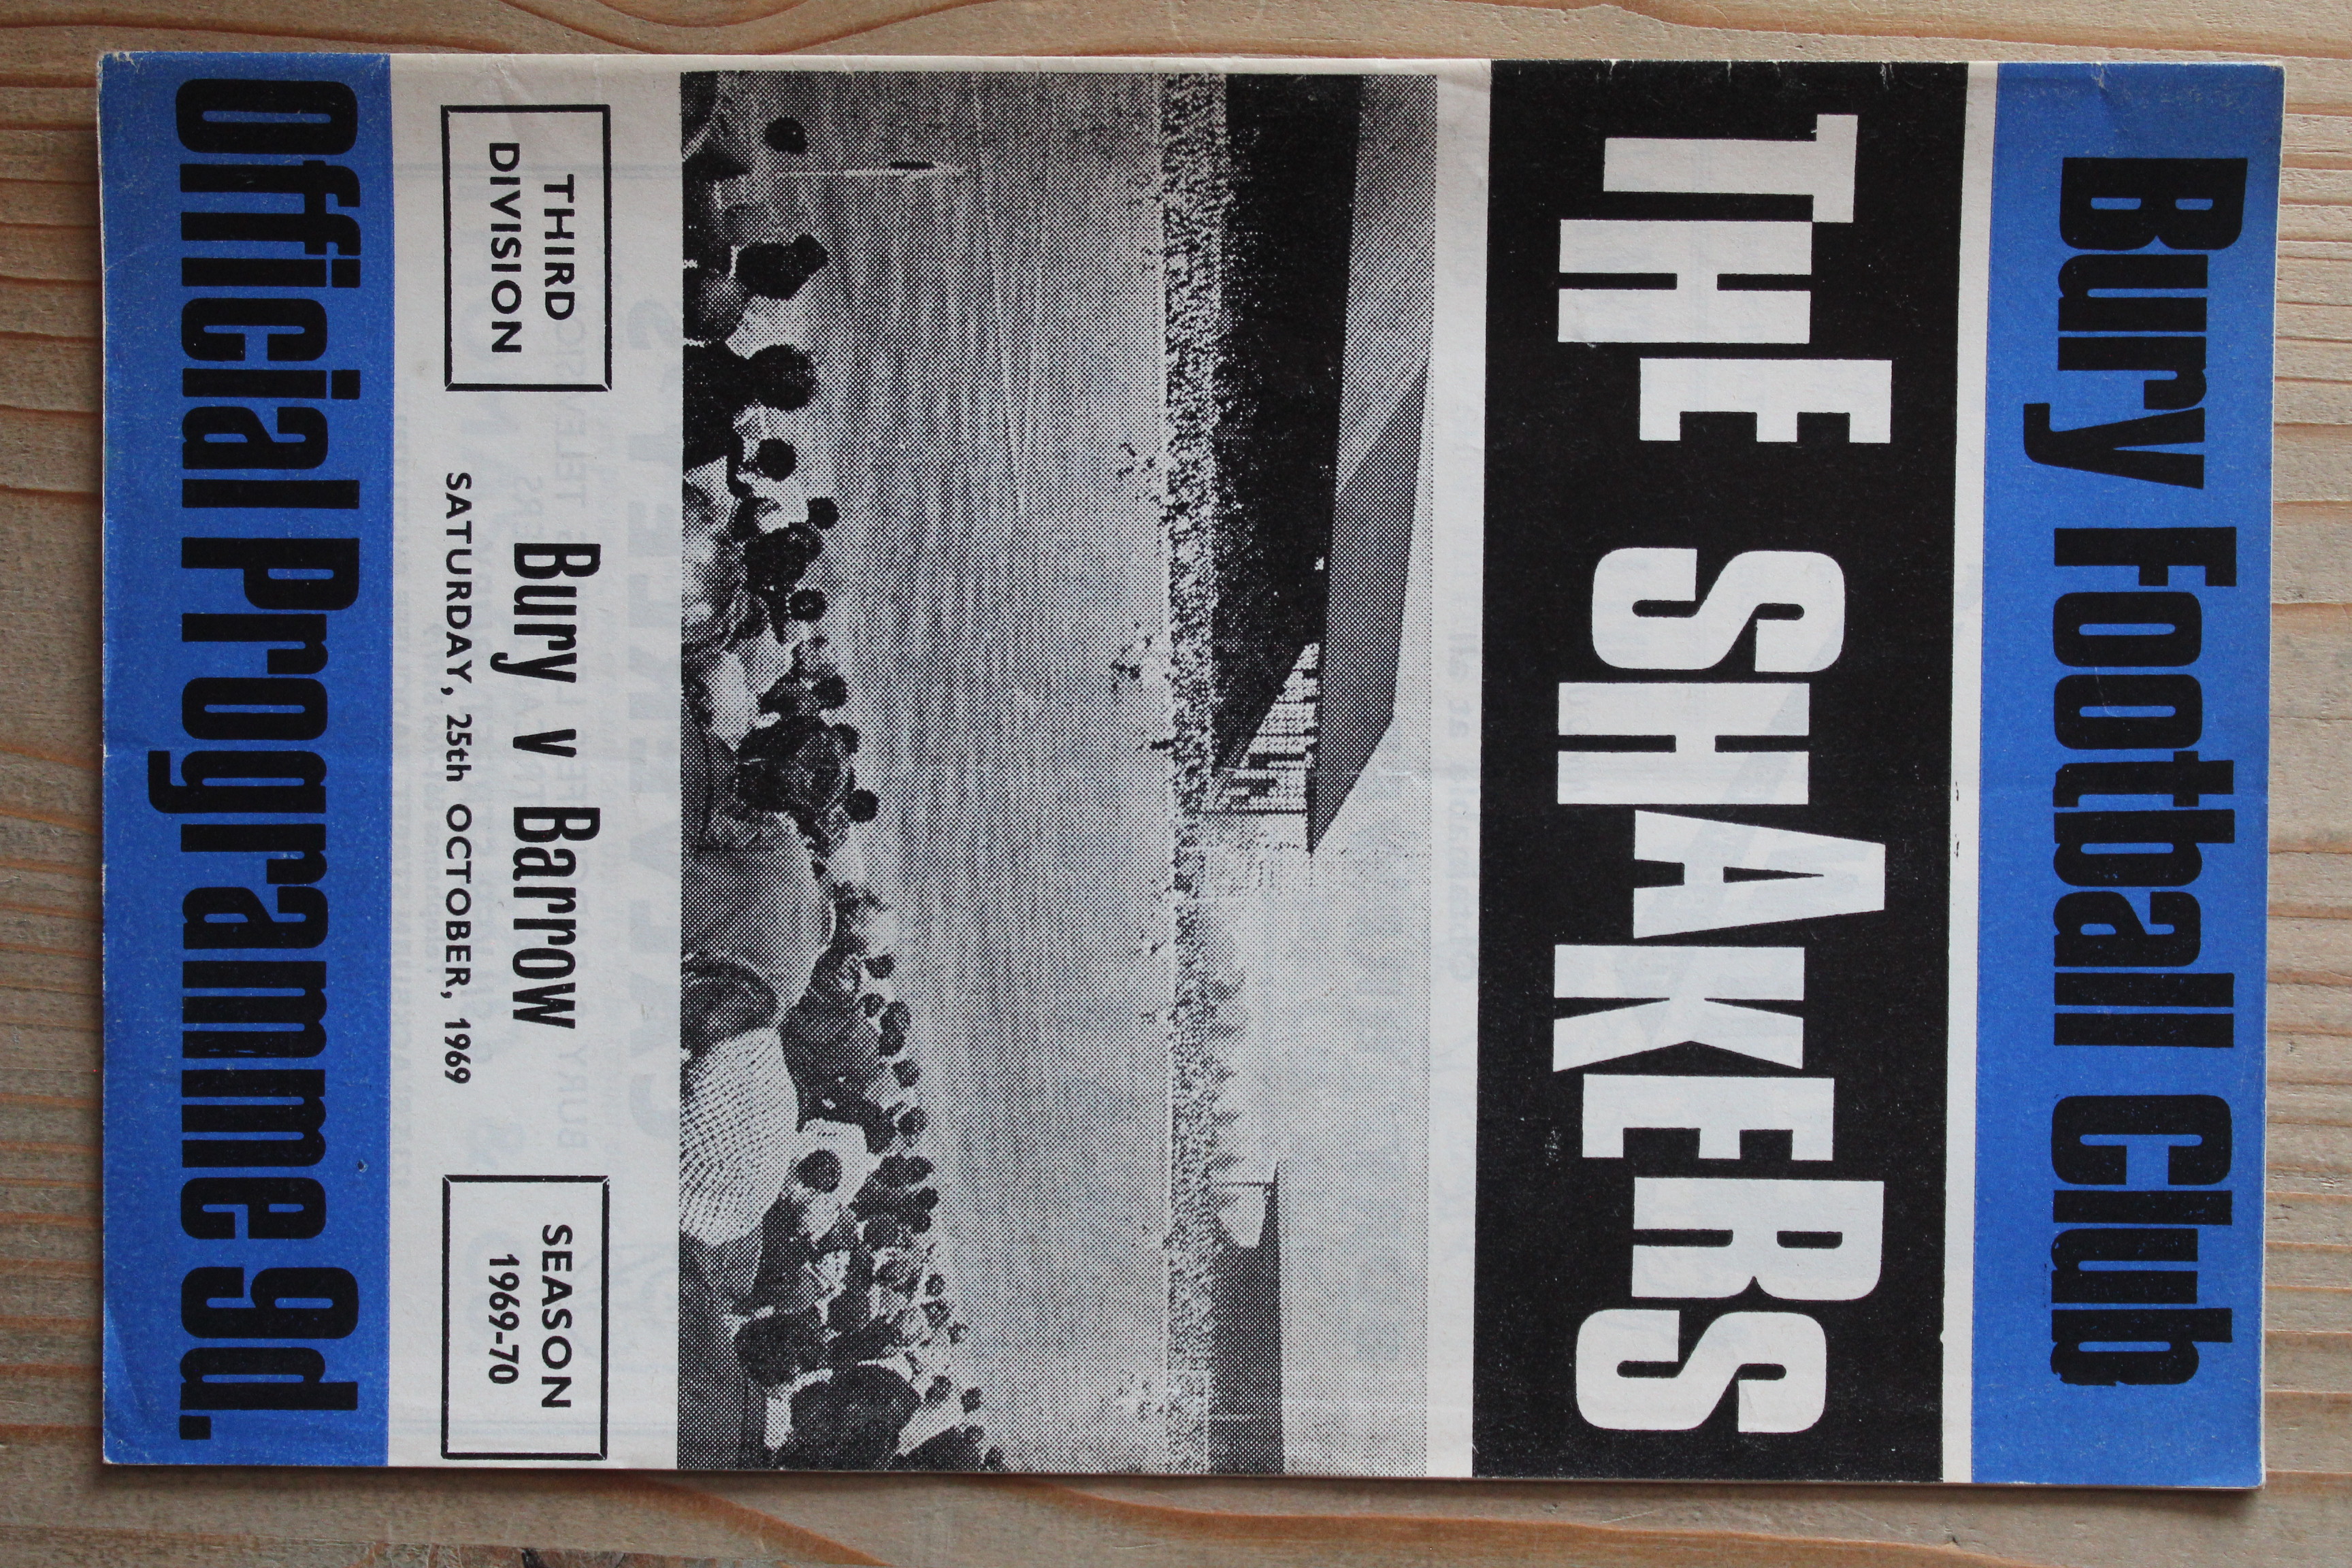 Bury Football Club
THE SHAKERS
THIRD
DIVISION
Bury v Barrow
SATURDAY, 25th OCTOBER, 1969
SEASON
1969-70
Official Programme 9d.